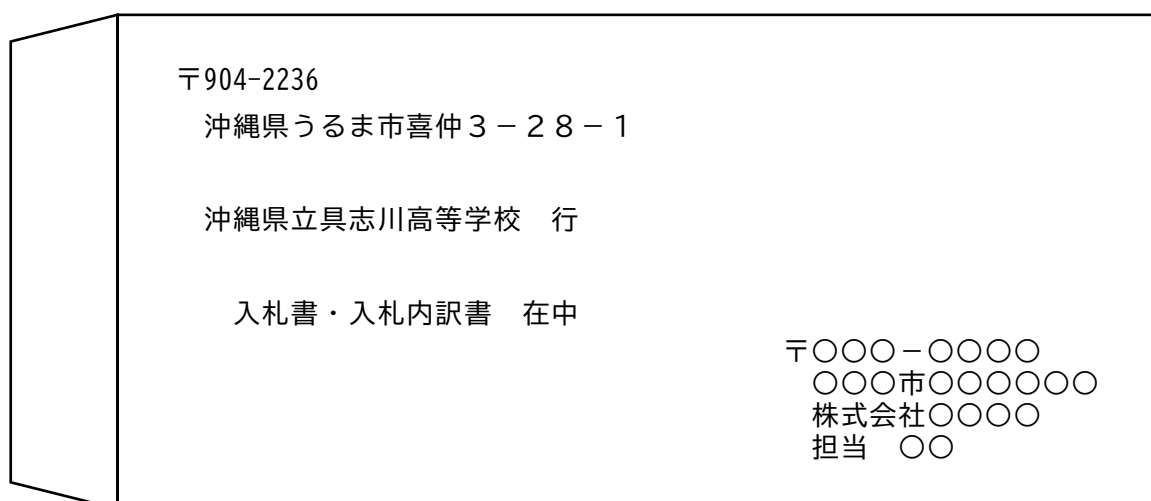 〒904-2236
沖縄県うるま市喜仲３－２８－１
沖縄県立具志川高等学校　行
入札書・入札内訳書　在中
〒○○○－○○○○
○○○市○○○○○○
株式会社○○○○
担当　○○